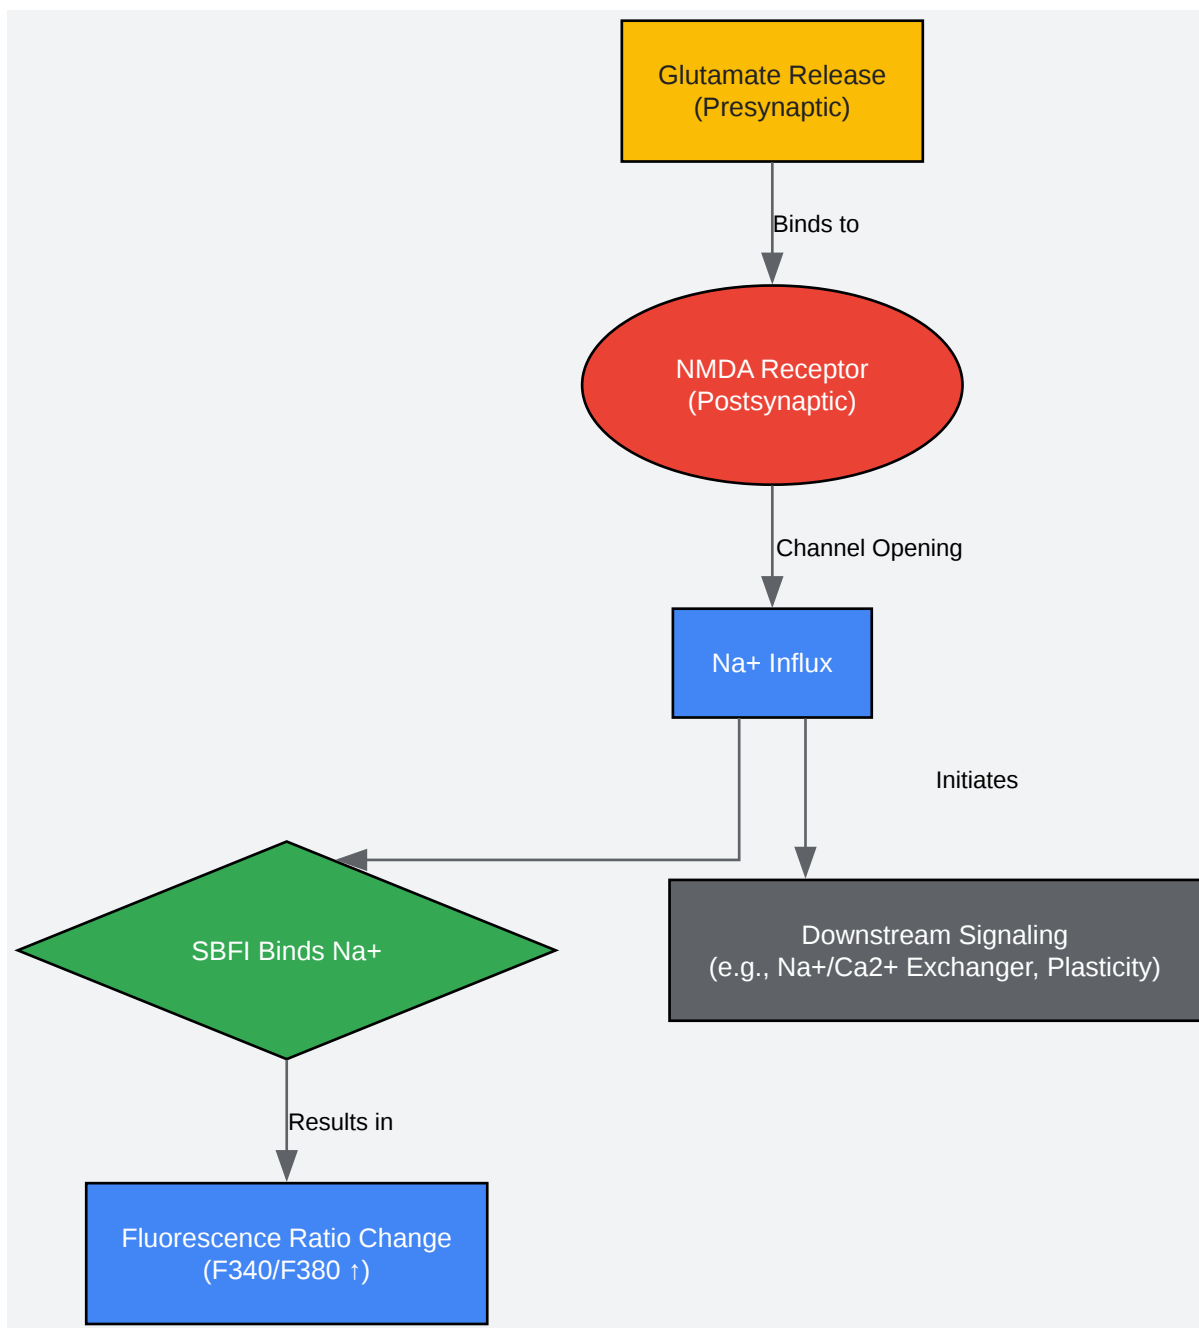 Glutamate Release
(Presynaptic)
Binds to
NMDA Receptor
(Postsynaptic)
Channel Opening
Na+ Influx
Initiates
SBFI Binds Na+
Downstream Signaling
(e.g., Na+/Ca2+ Exchanger, Plasticity)
Results in
Fluorescence Ratio Change
(F340/F380 ↑)